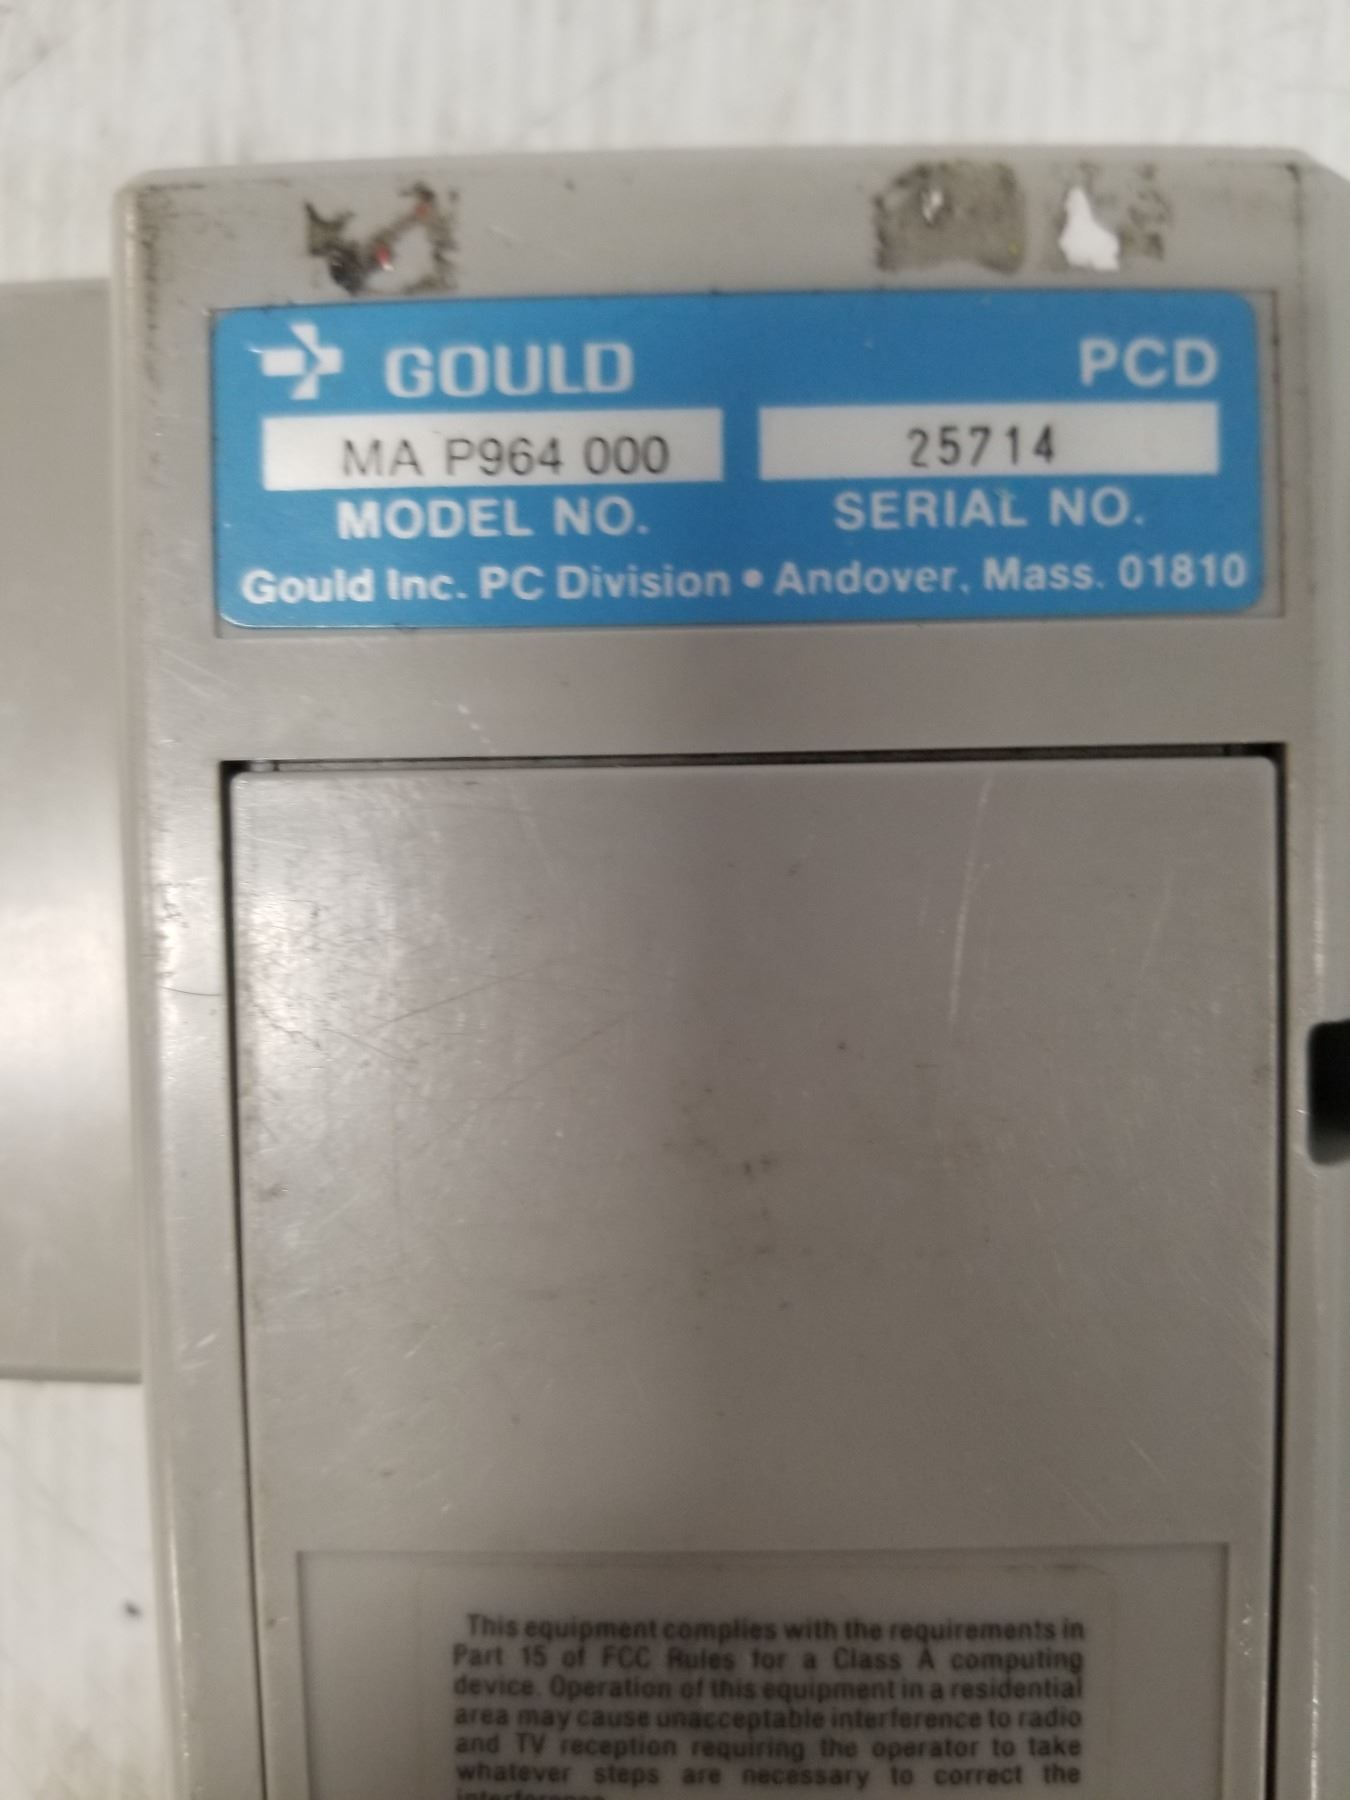 GOULD PCD
MA P964 000 25714
MODEL NO. SERIAL NO.
Gould Inc. PC Division • Andover, Mass. 01810
This equipment complies with the requirements in
Part 15 of FCC Rules for a Class A computing
device. Operation of this equipment in a residential
area may cause unacceptable interference to radio
and TV reception requiring the operator to take
whatever steps are necessary to correct the
interference.